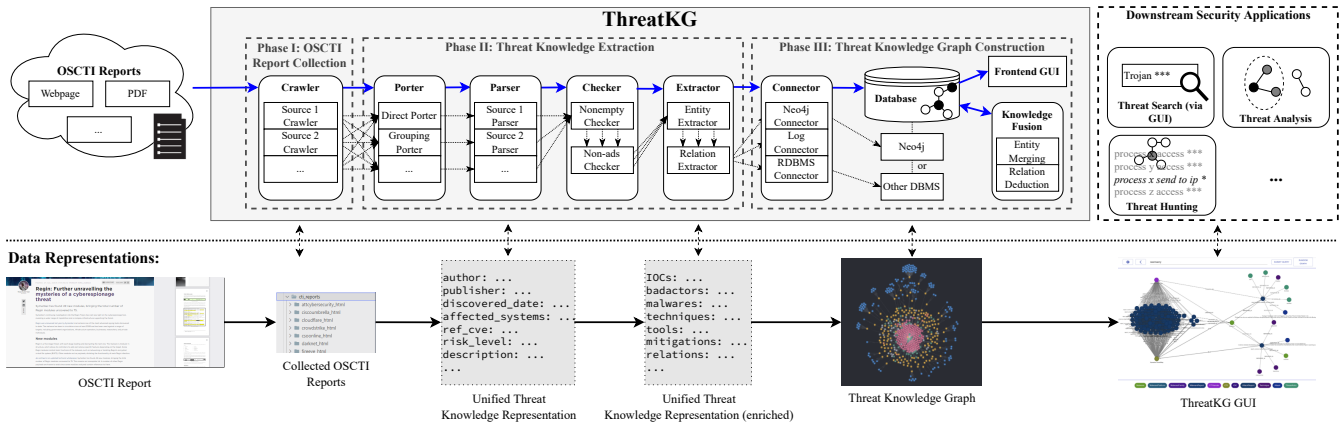 ThreatKG
OSCTI Reports
Webpage
PDF
...
Phase I: OSCTI
Report Collection
Crawler
Source 1
Crawler
Source 2
Crawler
...
Phase II: Threat Knowledge Extraction
Porter
Direct Porter
Grouping
Porter
...
Parser
Source 1
Parser
Source 2
Parser
...
Checker
Nonempty
Checker
Non-ads
Checker
Extractor
Entity
Extractor
Relation
Extractor
Phase III: Threat Knowledge Graph Construction
Connector
Neo4j
Connector
Log
Connector
RDBMS
Connector
Database
Neo4j
or
Other DBMS
Frontend GUI
Knowledge
Fusion
Entity
Merging
Relation
Deduction
Downstream Security Applications
Trojan ***
Threat Search (via
GUI)
Threat Analysis
process x access ***
process y access ***
process x send to ip *
process z access ***
Threat Hunting
...
Data Representations:
Regin: Further unravelling the
mysteries of a cyberespionage
threat
OSCTI Report
cti_reports
attcybersecurity_html
ciscoumbrella_html
cloudflare_html
crowdstrike_html
csoonline_html
Collected OSCTI
Reports
author: ...
publisher: ...
discovered_date: ...
affected_systems: ...
ref_cve: ...
risk_level: ...
description: ...
...
Unified Threat
Knowledge Representation
IOCs: ...
badactors: ...
malwares: ...
techniques: ...
tools: ...
mitigations: ...
relations: ...
...
Unified Threat
Knowledge Representation (enriched)
Threat Knowledge Graph
ThreatKG GUI